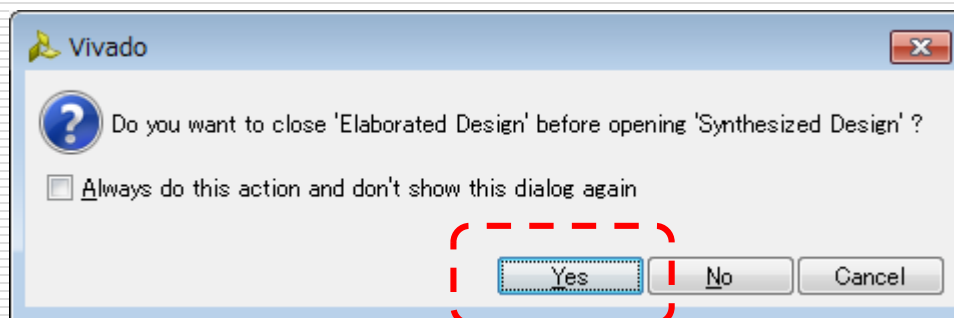 Vivado
Do you want to close 'Elaborated Design' before opening 'Synthesized Design' ?
Always do this action and don't show this dialog again
Yes No Cancel